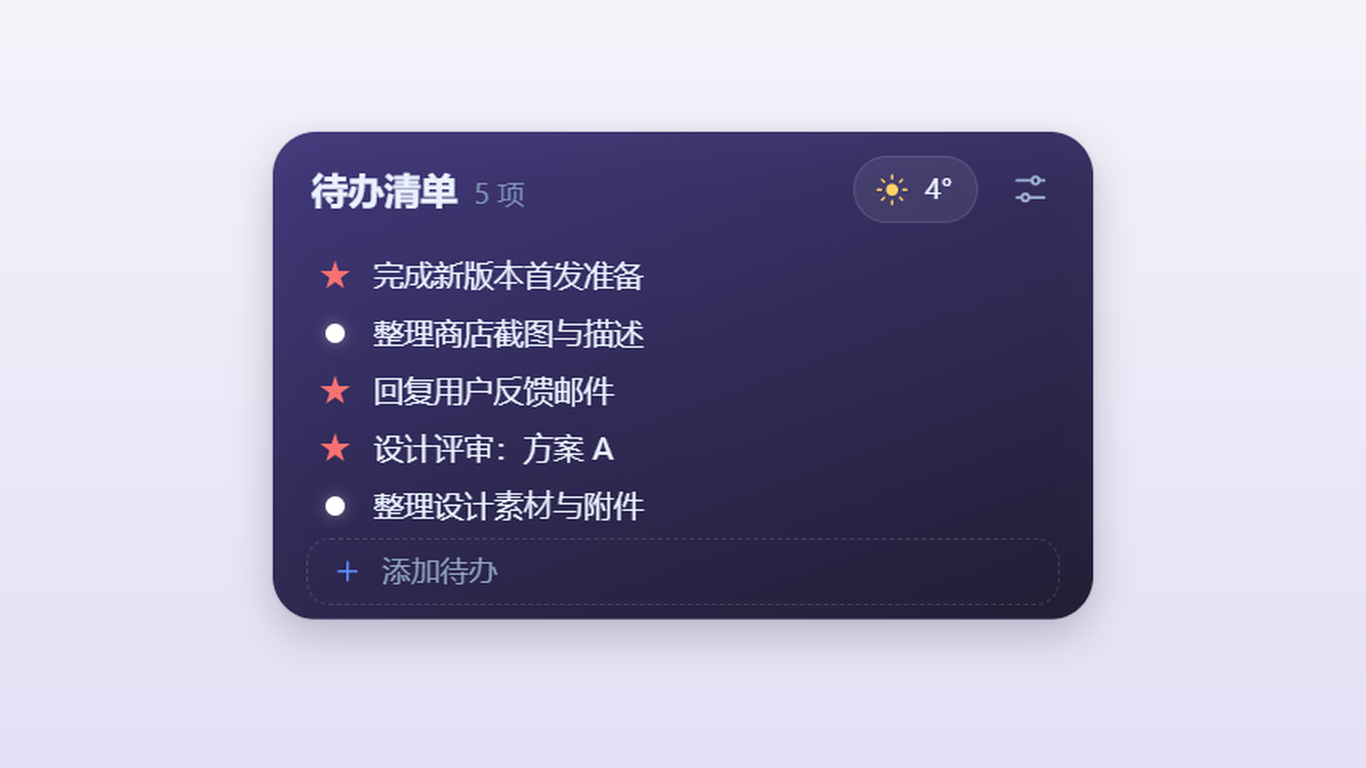 待办清单 5 项 4°
完成新版本首发准备
整理商店截图与描述
回复用户反馈邮件
设计评审：方案 A
整理设计素材与附件
+ 添加待办